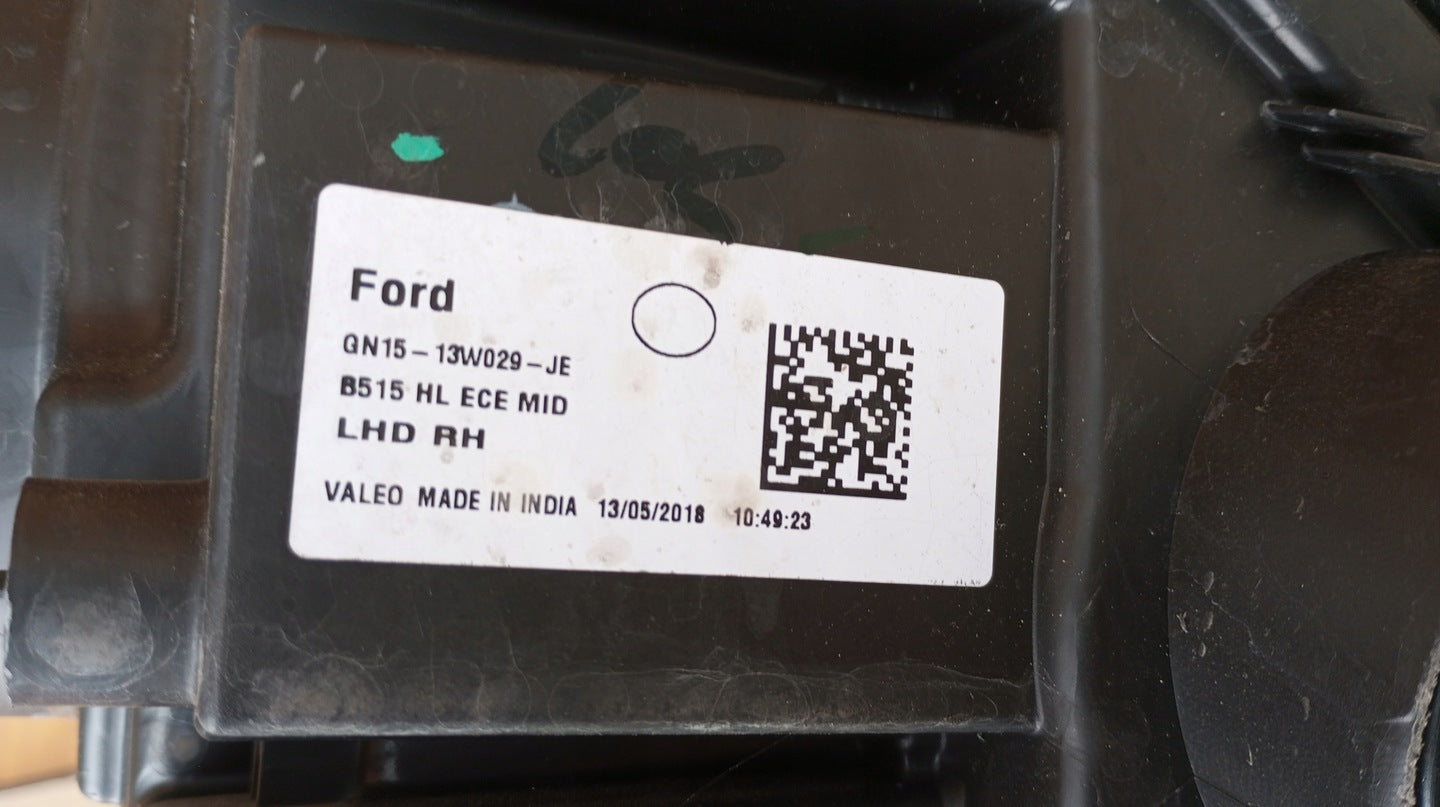 Ford
GN15-13W029-JE
B515 HL ECE MID
LHD RH
VALEO MADE IN INDIA 13/05/2018 10:49:23